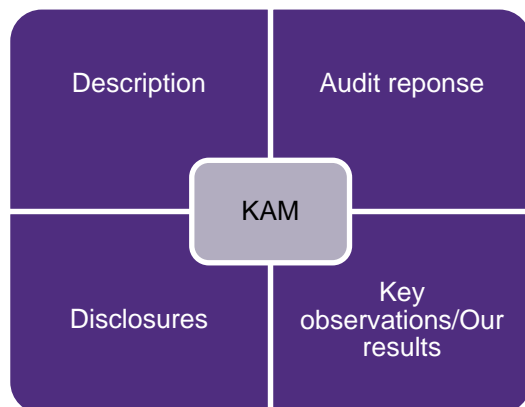 Description
Audit reponse
KAM
Disclosures
Key
observations/Our
results